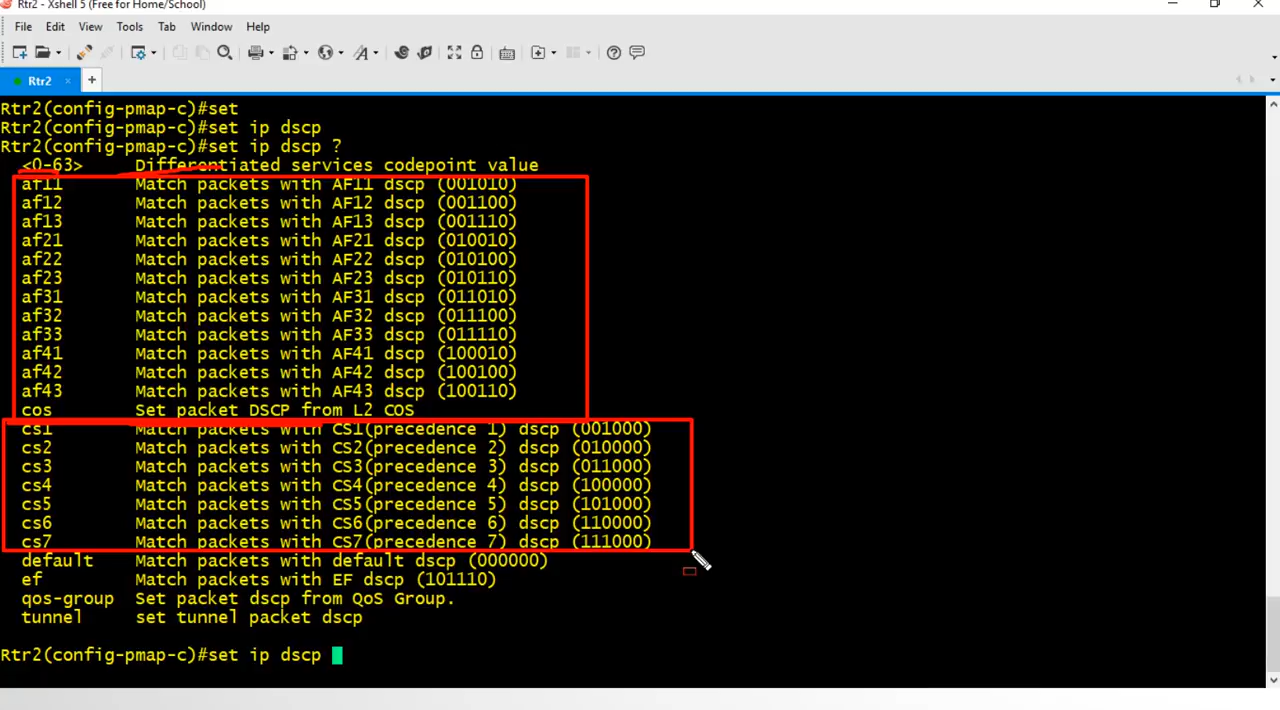 Rtr2 - Xshell 5 (Free for Home/School)
File Edit View Tools Tab Window Help
Rtr2
Rtr2(config-pmap-c)#set
Rtr2(config-pmap-c)#set ip dscp
Rtr2(config-pmap-c)#set ip dscp ?
<0-63> Differentiated services codepoint value
af11 Match packets with AF11 dscp (001010)
af12 Match packets with AF12 dscp (001100)
af13 Match packets with AF13 dscp (001110)
af21 Match packets with AF21 dscp (010010)
af22 Match packets with AF22 dscp (010100)
af23 Match packets with AF23 dscp (010110)
af31 Match packets with AF31 dscp (011010)
af32 Match packets with AF32 dscp (011100)
af33 Match packets with AF33 dscp (011110)
af41 Match packets with AF41 dscp (100010)
af42 Match packets with AF42 dscp (100100)
af43 Match packets with AF43 dscp (100110)
cos Set packet DSCP from L2 COS
cs1 Match packets with CS1(precedence 1) dscp (001000)
cs2 Match packets with CS2(precedence 2) dscp (010000)
cs3 Match packets with CS3(precedence 3) dscp (011000)
cs4 Match packets with CS4(precedence 4) dscp (100000)
cs5 Match packets with CS5(precedence 5) dscp (101000)
cs6 Match packets with CS6(precedence 6) dscp (110000)
cs7 Match packets with CS7(precedence 7) dscp (111000)
default Match packets with default dscp (000000)
ef Match packets with EF dscp (101110)
qos-group Set packet dscp from QoS Group.
tunnel set tunnel packet dscp
Rtr2(config-pmap-c)#set ip dscp